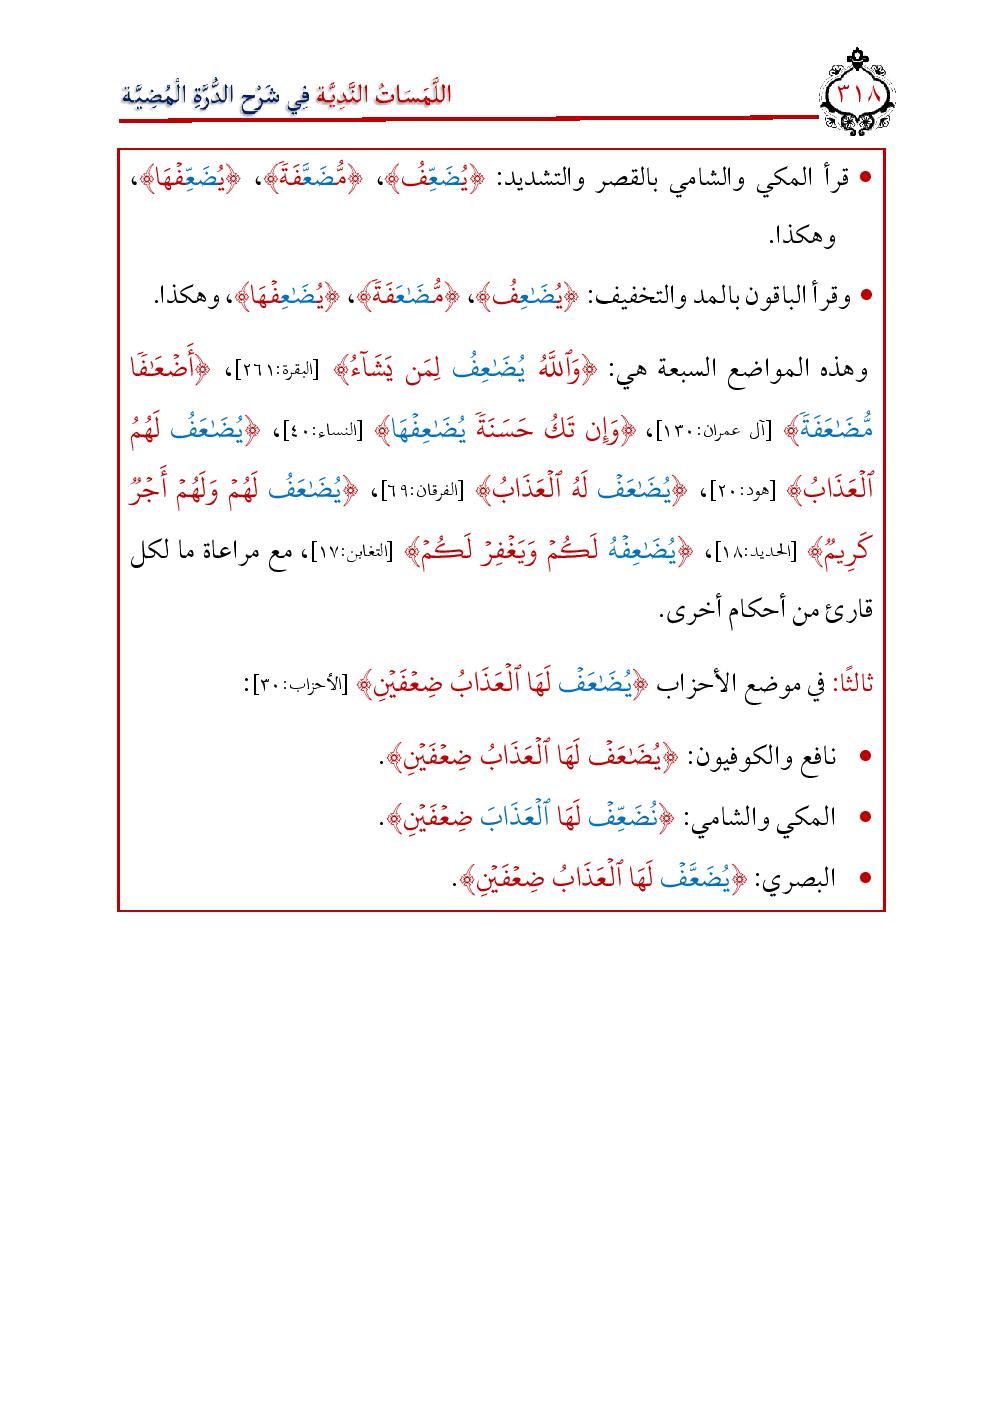 ٣١٨
اللَّمَسَاتُ النَّدِيَّة فِي شَرْحِ الدُّرَّةِ الْمُضِيَّة
• قرأ المكي والشامي بالقصر والتشديد: ﴿يُضَعِّفُ﴾، ﴿مُّضَعَّفَةٗ﴾، ﴿يُضَعِّفۡهَا﴾،
وهكذا.
• وقرأ الباقون بالمد والتخفيف: ﴿يُضَٰعِفُ﴾، ﴿مُّضَٰعَفَةٗ﴾، ﴿يُضَٰعِفۡهَا﴾، وهكذا.
وهذه المواضع السبعة هي: ﴿وَٱللَّهُ يُضَٰعِفُ لِمَن يَشَآءُ﴾ [البقرة:٢٦١]، ﴿أَضۡعَٰفٗا
مُّضَٰعَفَةٗ﴾ [آل عمران:١٣٠]، ﴿وَإِن تَكُ حَسَنَةٗ يُضَٰعِفۡهَا﴾ [النساء:٤٠]، ﴿يُضَٰعَفُ لَهُمُ
ٱلۡعَذَابُ﴾ [هود:٢٠]، ﴿يُضَٰعَفۡ لَهُ ٱلۡعَذَابُ﴾ [الفرقان:٦٩]، ﴿يُضَٰعَفُ لَهُمۡ وَلَهُمۡ أَجۡرٞ
كَرِيمٞ﴾ [الحديد:١٨]، ﴿يُضَٰعِفۡهُ لَكُمۡ وَيَغۡفِرۡ لَكُمۡ﴾ [التغابن:١٧]، مع مراعاة ما لكل
قارئ من أحكام أخرى.
ثالثًا: في موضع الأحزاب ﴿يُضَٰعَفۡ لَهَا ٱلۡعَذَابُ ضِعۡفَيۡنِ﴾ [الأحزاب:٣٠]:
• نافع والكوفيون: ﴿يُضَٰعَفۡ لَهَا ٱلۡعَذَابُ ضِعۡفَيۡنِ﴾.
• المكي والشامي: ﴿نُضَعِّفۡ لَهَا ٱلۡعَذَابَ ضِعۡفَيۡنِ﴾.
• البصري: ﴿يُضَعَّفۡ لَهَا ٱلۡعَذَابُ ضِعۡفَيۡنِ﴾.